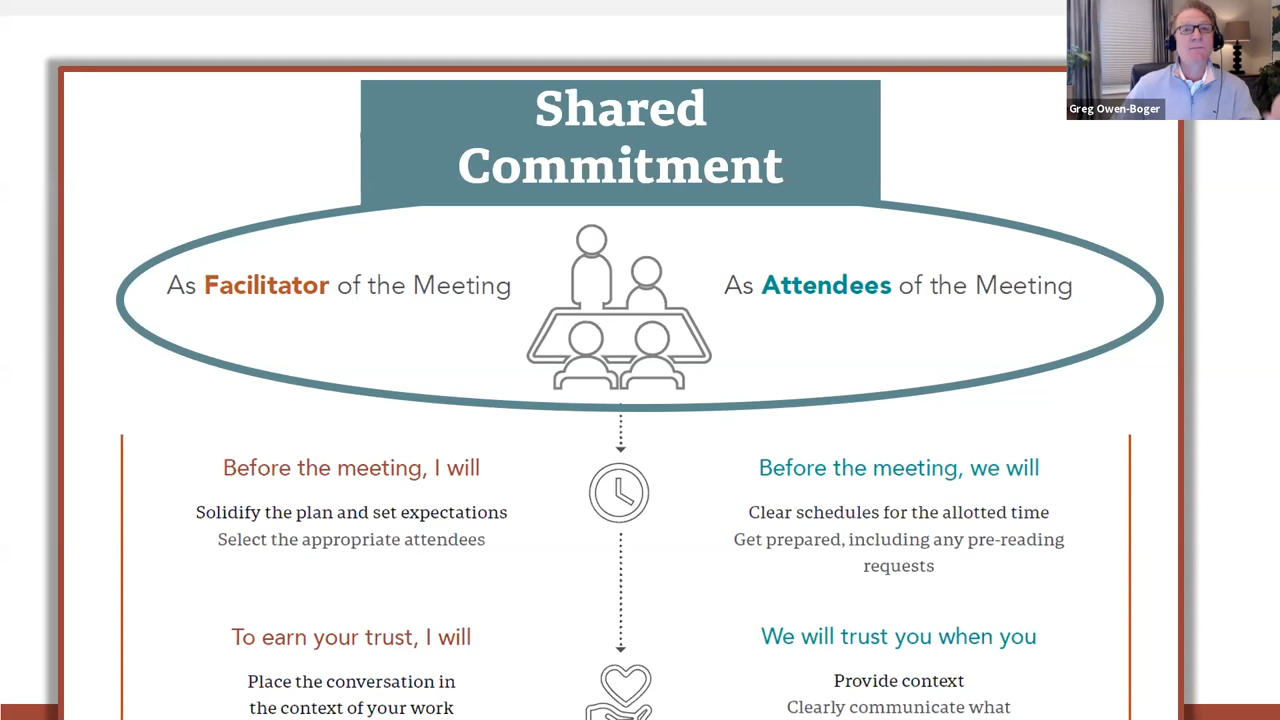 Greg Owen-Boger
Shared
Commitment
As Facilitator of the Meeting
As Attendees of the Meeting
Before the meeting, I will
Solidify the plan and set expectations
Select the appropriate attendees
Before the meeting, we will
Clear schedules for the allotted time
Get prepared, including any pre-reading
requests
To earn your trust, I will
Place the conversation in
the context of your work
We will trust you when you
Provide context
Clearly communicate what